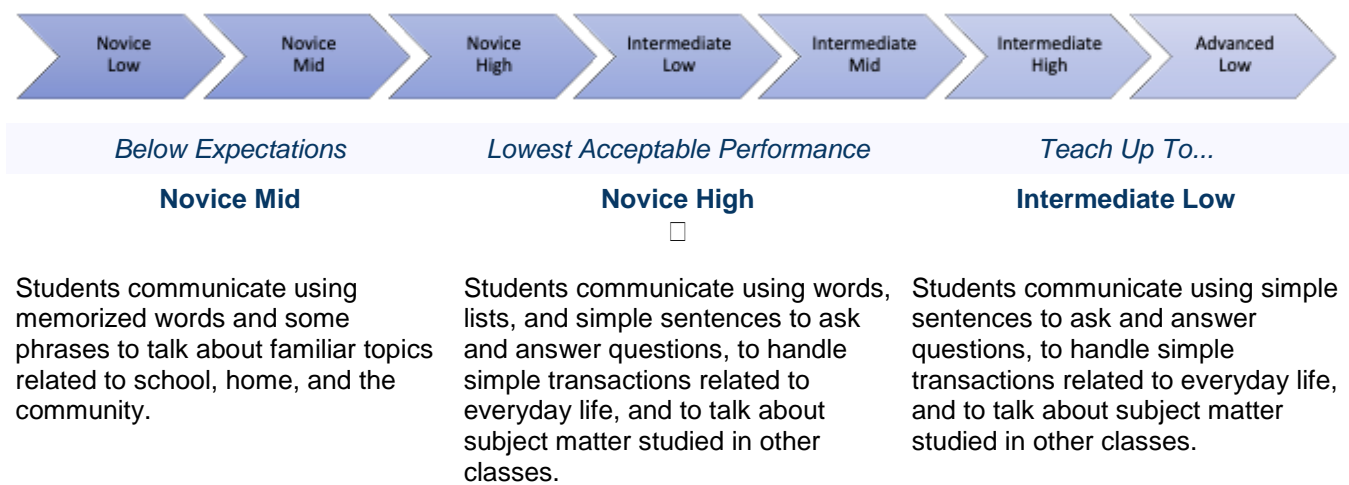 Novice
Low
Novice
Mid
Novice
High
Intermediate
Low
Intermediate
Mid
Intermediate
High
Advanced
Low
Below Expectations
Lowest Acceptable Performance
Teach Up To...
Novice Mid
Novice High
Intermediate Low
Students communicate using
memorized words and some
phrases to talk about familiar topics
related to school, home, and the
community.
Students communicate using words,
lists, and simple sentences to ask
and answer questions, to handle
simple transactions related to
everyday life, and to talk about
subject matter studied in other
classes.
Students communicate using simple
sentences to ask and answer
questions, to handle simple
transactions related to everyday life,
and to talk about subject matter
studied in other classes.